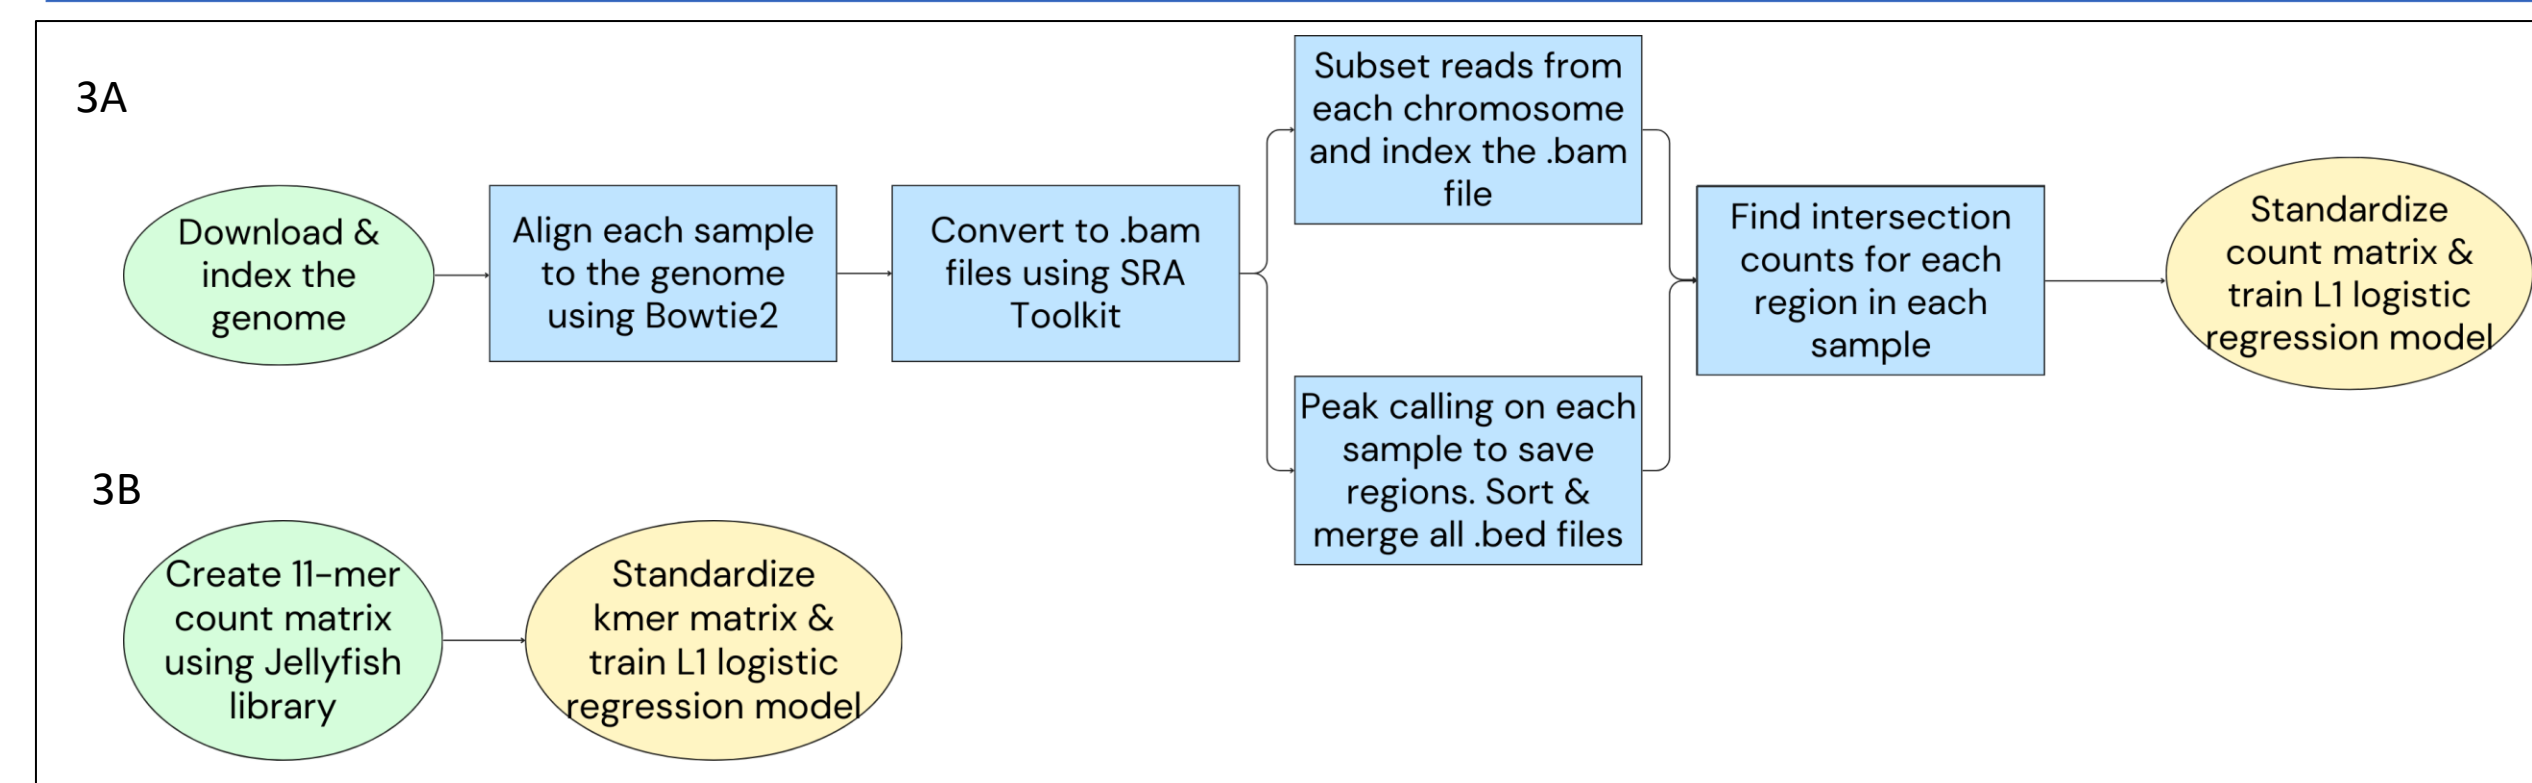 3A
Download &
index the
genome
Align each sample
to the genome
using Bowtie2
Convert to .bam
files using SRA
Toolkit
Subset reads from
each chromosome
and index the .bam
file
Peak calling on each
sample to save
regions. Sort &
merge all .bed files
Find intersection
counts for each
region in each
sample
Standardize
count matrix &
train L1 logistic
regression model
3B
Create 11-mer
count matrix
using Jellyfish
library
Standardize
kmer matrix &
train L1 logistic
regression model